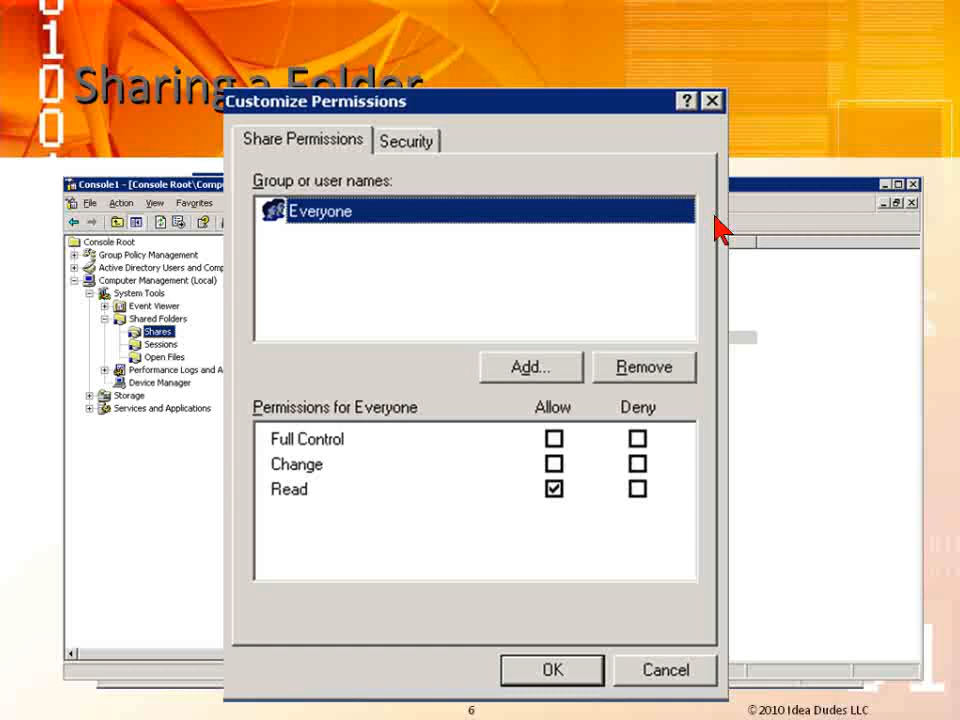 Sharing a Folder
Customize Permissions
Share Permissions
Security
Group or user names:
Everyone
Add...
Remove
Permissions for Everyone
Allow
Deny
Full Control
Change
Read
OK
Cancel
Console1 - [Console Root\Comp
File Action View Favorites
Console Root
Group Policy Management
Active Directory Users and Comp
Computer Management (Local)
System Tools
Event Viewer
Shared Folders
Shares
Sessions
Open Files
Performance Logs and A
Device Manager
Storage
Services and Applications
6
©2010 Idea Dudes LLC